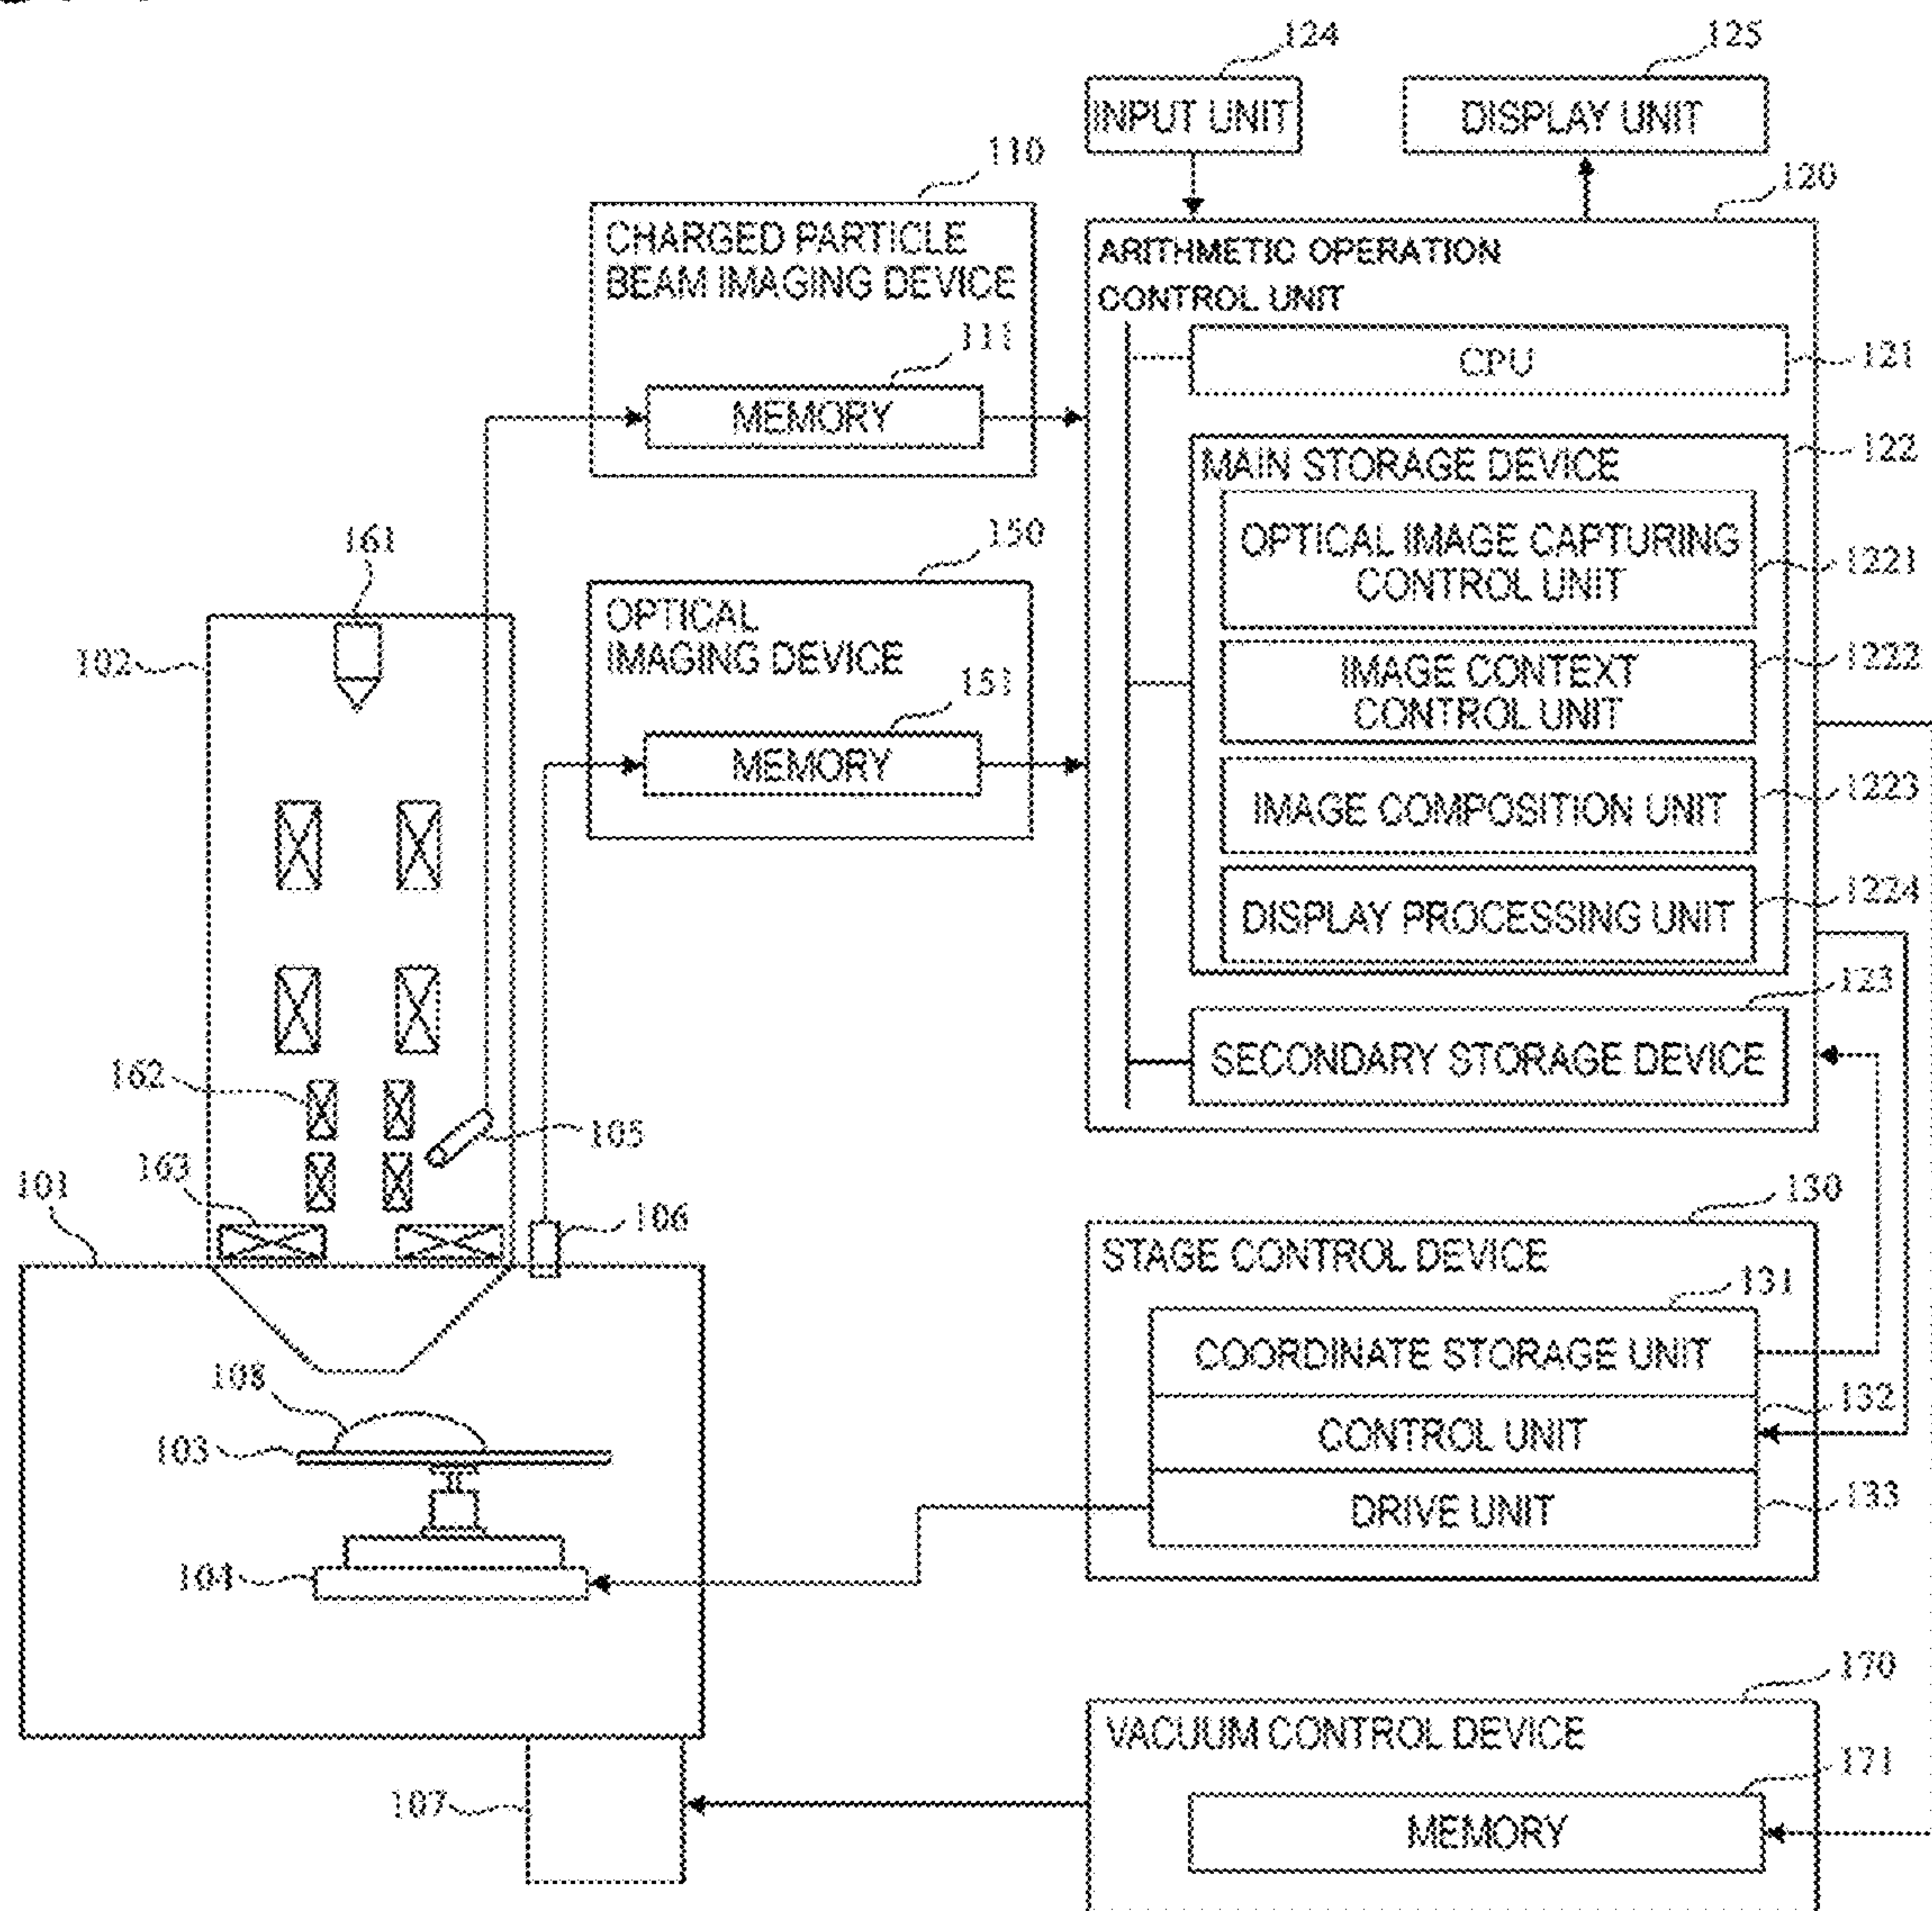 124
125
INPUT UNIT
DISPLAY UNIT
110
120
CHARGED PARTICLE
BEAM IMAGING DEVICE
ARITHMETIC OPERATION
CONTROL UNIT
111
MEMORY
CPU
121
MAIN STORAGE DEVICE
122
161
150
OPTICAL IMAGE CAPTURING
CONTROL UNIT
1221
OPTICAL
IMAGING DEVICE
102
151
MEMORY
IMAGE CONTEXT
CONTROL UNIT
1222
IMAGE COMPOSITION UNIT
1223
DISPLAY PROCESSING UNIT
1224
123
SECONDARY STORAGE DEVICE
162
105
163
101
106
130
STAGE CONTROL DEVICE
131
COORDINATE STORAGE UNIT
108
132
103
CONTROL UNIT
DRIVE UNIT
133
104
170
VACUUM CONTROL DEVICE
171
107
MEMORY